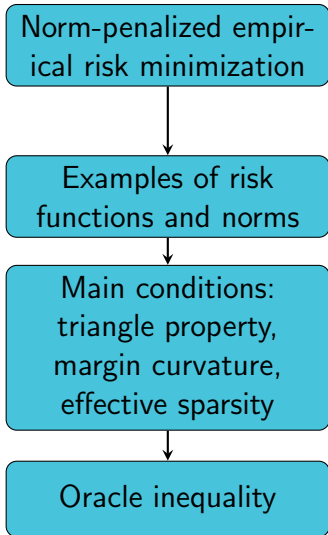 Norm-penalized empir-
ical risk minimization
Examples of risk
functions and norms
Main conditions:
triangle property,
margin curvature,
effective sparsity
Oracle inequality